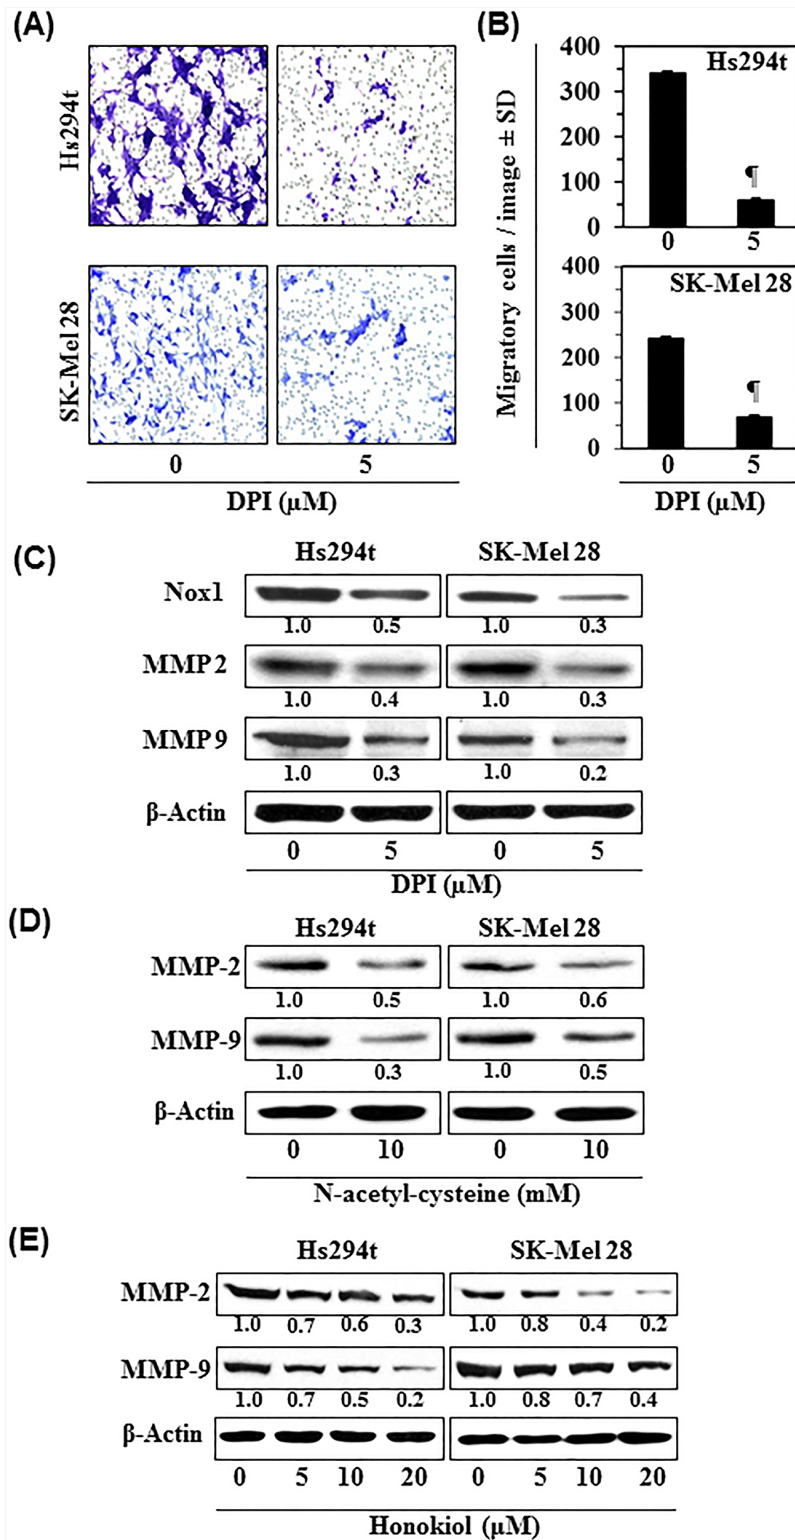 (A)
Hs294t
SK-Mel 28
0 5
DPI (µM)
(B)
Migratory cells / image ± SD
400
300
200
100
0
Hs294t
¶
0 5
400
300
200
100
0
SK-Mel 28
¶
0 5
DPI (µM)
(C)
Hs294t SK-Mel 28
Nox1
1.0 0.5 1.0 0.3
MMP 2
1.0 0.4 1.0 0.3
MMP 9
1.0 0.3 1.0 0.2
β-Actin
0 5 0 5
DPI (µM)
(D)
Hs294t SK-Mel 28
MMP-2
1.0 0.5 1.0 0.6
MMP-9
1.0 0.3 1.0 0.5
β-Actin
0 10 0 10
N-acetyl-cysteine (mM)
(E)
Hs294t SK-Mel 28
MMP-2
1.0 0.7 0.6 0.3 1.0 0.8 0.4 0.2
MMP-9
1.0 0.7 0.5 0.2 1.0 0.8 0.7 0.4
β-Actin
0 5 10 20 0 5 10 20
Honokiol (µM)